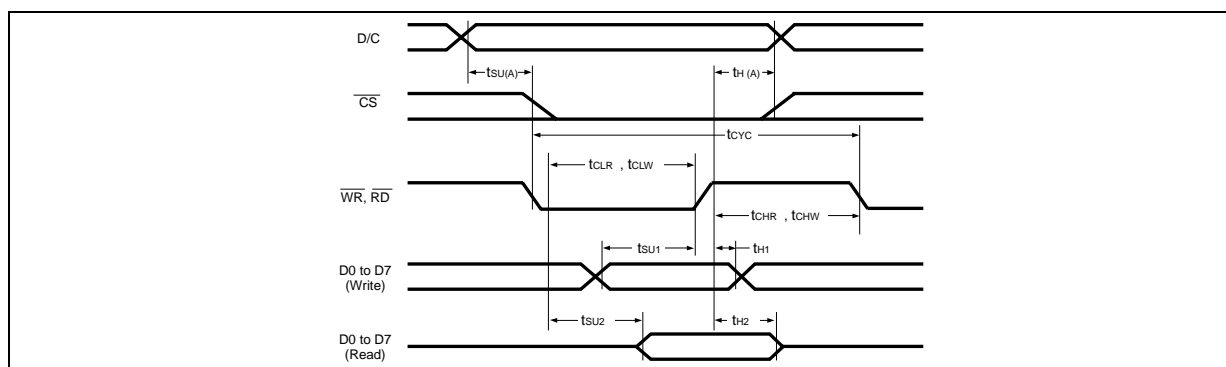 D/C
tSU(A)
tH (A)
CS
tCYC
tCLR , tCLW
WR, RD
tCHR , tCHW
tSU1
tH1
D0 to D7
(Write)
tSU2
tH2
D0 to D7
(Read)